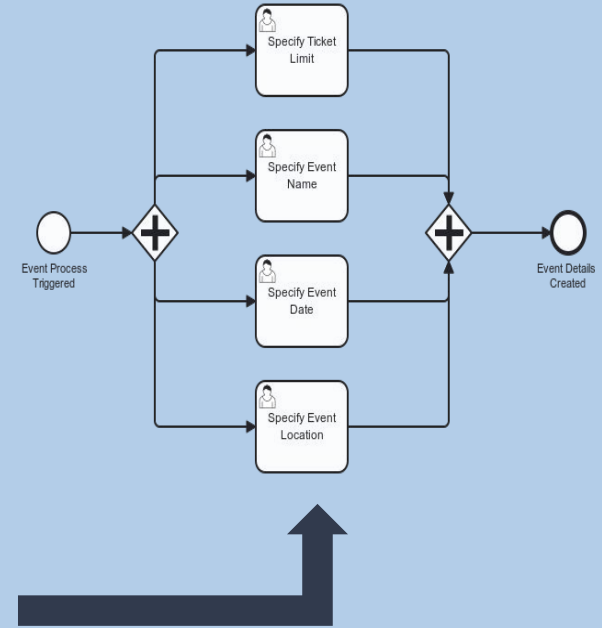 Specify Ticket
Limit
Specify Event
Name
Event Process
Triggered
Event Details
Created
Specify Event
Date
Specify Event
Location